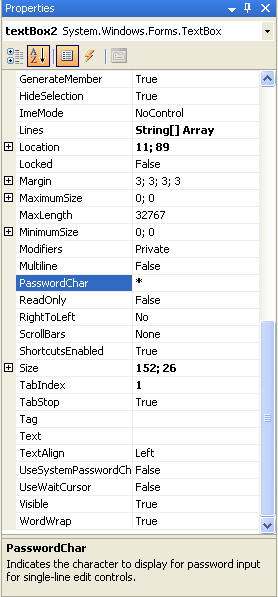 Properties
textBox2 System.Windows.Forms.TextBox
GenerateMember True
HideSelection True
ImeMode NoControl
Lines String[] Array
Location 11; 89
Locked False
Margin 3; 3; 3; 3
MaximumSize 0; 0
MaxLength 32767
MinimumSize 0; 0
Modifiers Private
Multiline False
PasswordChar *
ReadOnly False
RightToLeft No
ScrollBars None
ShortcutsEnabled True
Size 152; 26
TabIndex 1
TabStop True
Tag
Text
TextAlign Left
UseSystemPasswordCh False
UseWaitCursor False
Visible True
WordWrap True
PasswordChar
Indicates the character to display for password input
for single-line edit controls.